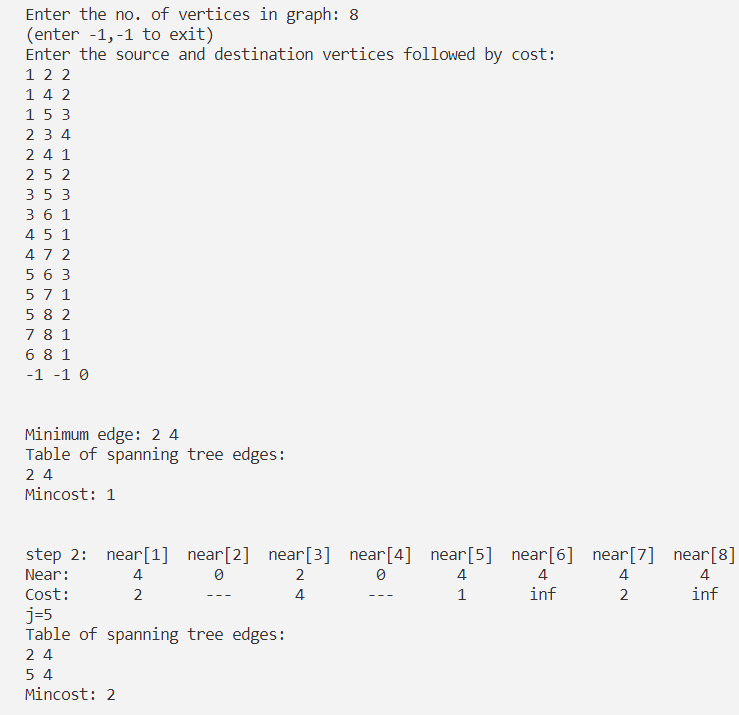 Enter the no. of vertices in graph: 8
(enter -1,-1 to exit)
Enter the source and destination vertices followed by cost:
1 2 2
1 4 2
1 5 3
2 3 4
2 4 1
2 5 2
3 5 3
3 6 1
4 5 1
4 7 2
5 6 3
5 7 1
5 8 2
7 8 1
6 8 1
-1 -1 0
Minimum edge: 2 4
Table of spanning tree edges:
2 4
Mincost: 1
step 2: near[1] near[2] near[3] near[4] near[5] near[6] near[7] near[8]
Near: 4 0 2 0 4 4 4 4
Cost: 2 --- 4 --- 1 inf 2 inf
j=5
Table of spanning tree edges:
2 4
5 4
Mincost: 2